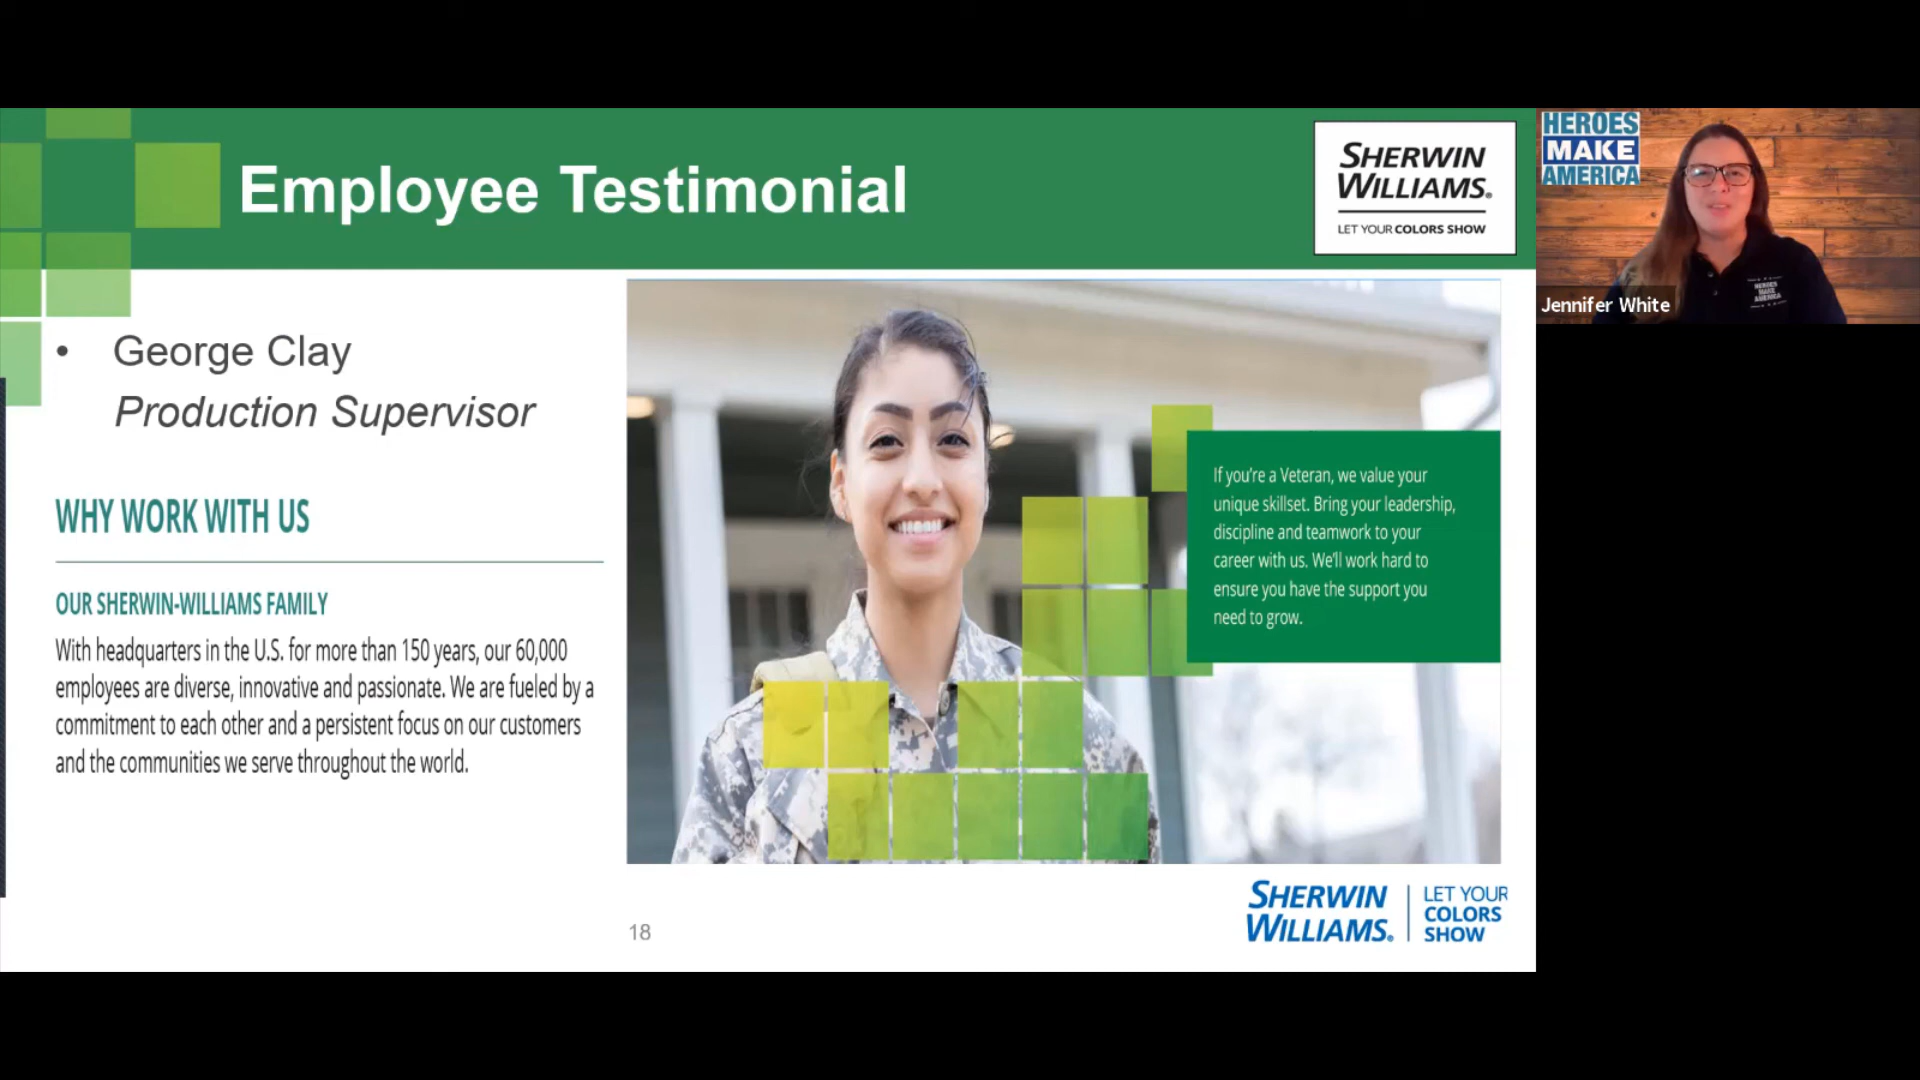 Employee Testimonial
SHERWIN
WILLIAMS®
LET YOUR COLORS SHOW
HEROES
MAKE
AMERICA
HEROES
MAKE
AMERICA
Jennifer White
• George Clay
Production Supervisor
WHY WORK WITH US
OUR SHERWIN-WILLIAMS FAMILY
With headquarters in the U.S. for more than 150 years, our 60,000
employees are diverse, innovative and passionate. We are fueled by a
commitment to each other and a persistent focus on our customers
and the communities we serve throughout the world.
If you're a Veteran, we value your
unique skillset. Bring your leadership,
discipline and teamwork to your
career with us. We'll work hard to
ensure you have the support you
need to grow.
18
SHERWIN
WILLIAMS®
LET YOUR
COLORS
SHOW